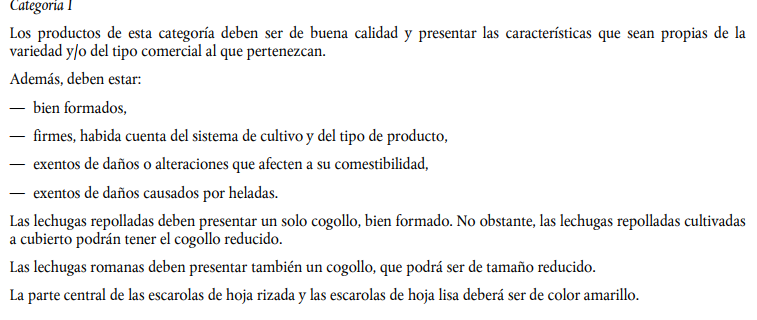 Categoría I
Los productos de esta categoría deben ser de buena calidad y presentar las características que sean propias de la
variedad y/o del tipo comercial al que pertenezcan.
Además, deben estar:
— bien formados,
— firmes, habida cuenta del sistema de cultivo y del tipo de producto,
— exentos de daños o alteraciones que afecten a su comestibilidad,
— exentos de daños causados por heladas.
Las lechugas repolladas deben presentar un solo cogollo, bien formado. No obstante, las lechugas repolladas cultivadas
a cubierto podrán tener el cogollo reducido.
Las lechugas romanas deben presentar también un cogollo, que podrá ser de tamaño reducido.
La parte central de las escarolas de hoja rizada y las escarolas de hoja lisa deberá ser de color amarillo.